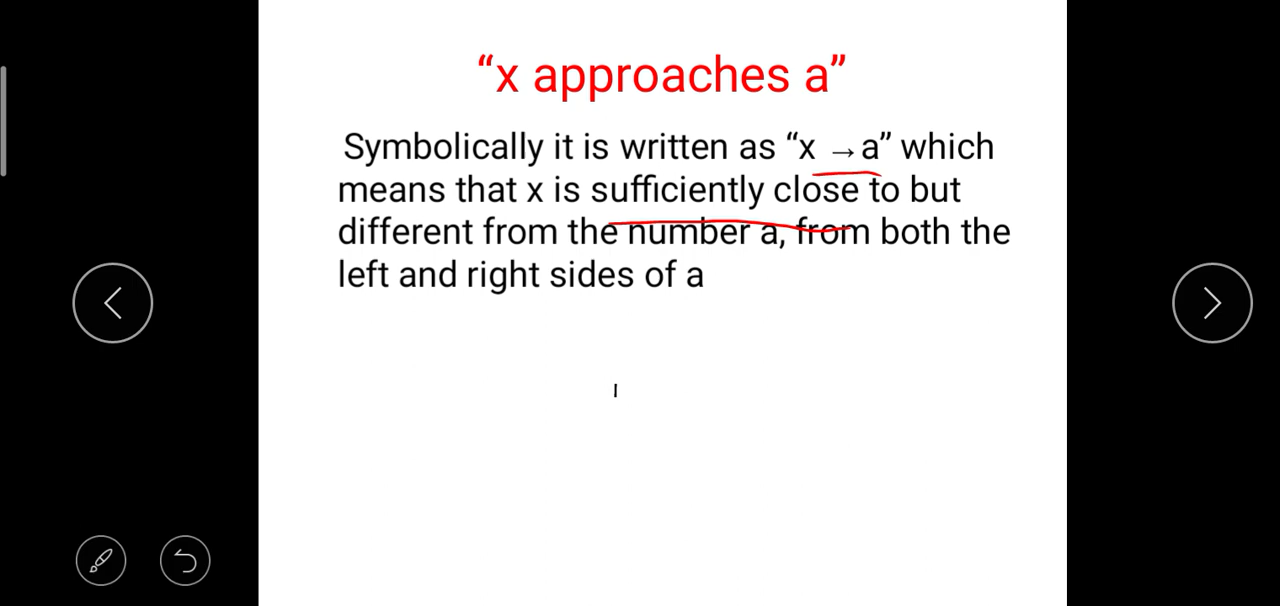 “x approaches a”
Symbolically it is written as “x →a” which
means that x is sufficiently close to but
different from the number a, from both the
left and right sides of a